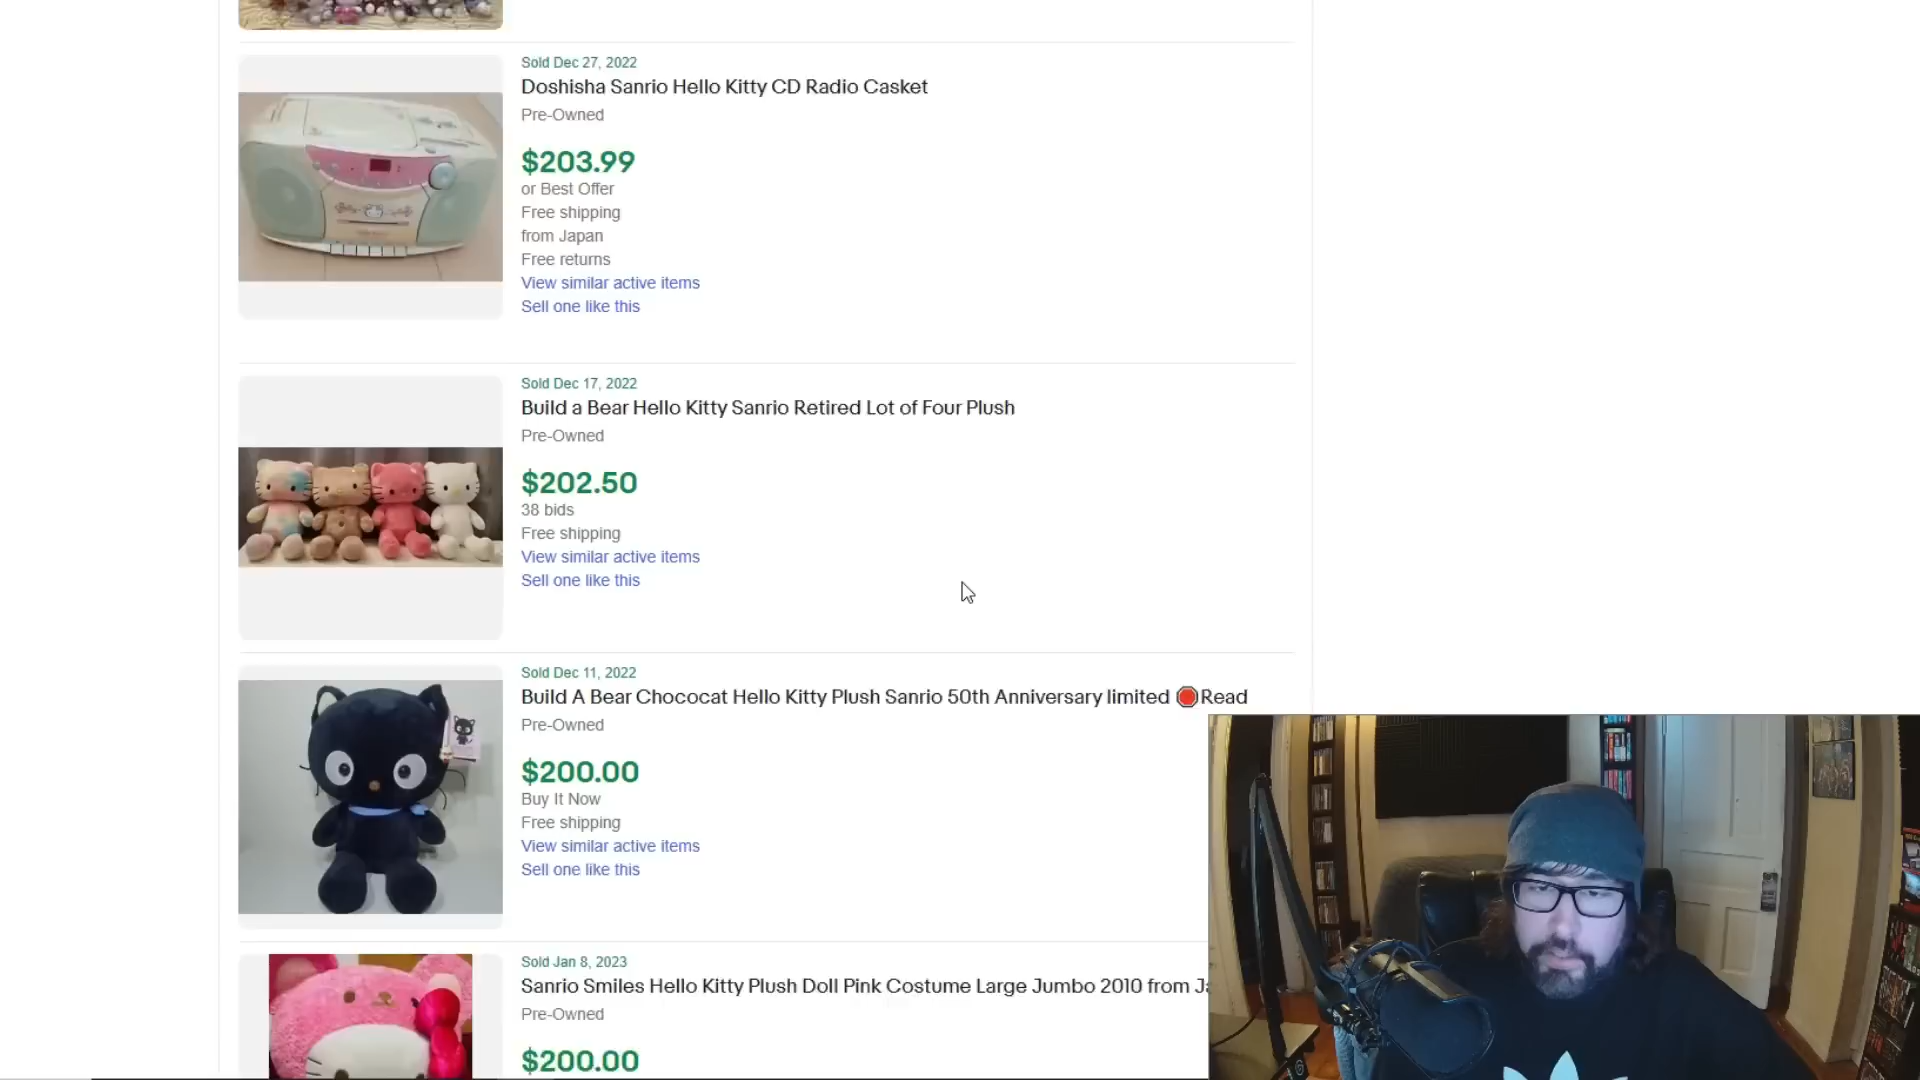 Sold Dec 27, 2022
Doshisha Sanrio Hello Kitty CD Radio Casket
Pre-Owned
$203.99
or Best Offer
Free shipping
from Japan
Free returns
View similar active items
Sell one like this
Sold Dec 17, 2022
Build a Bear Hello Kitty Sanrio Retired Lot of Four Plush
Pre-Owned
$202.50
38 bids
Free shipping
View similar active items
Sell one like this
Sold Dec 11, 2022
Build A Bear Chococat Hello Kitty Plush Sanrio 50th Anniversary limited 🛑Read
Pre-Owned
$200.00
Buy It Now
Free shipping
View similar active items
Sell one like this
Sold Jan 8, 2023
Sanrio Smiles Hello Kitty Plush Doll Pink Costume Large Jumbo 2010 from
Pre-Owned
$200.00